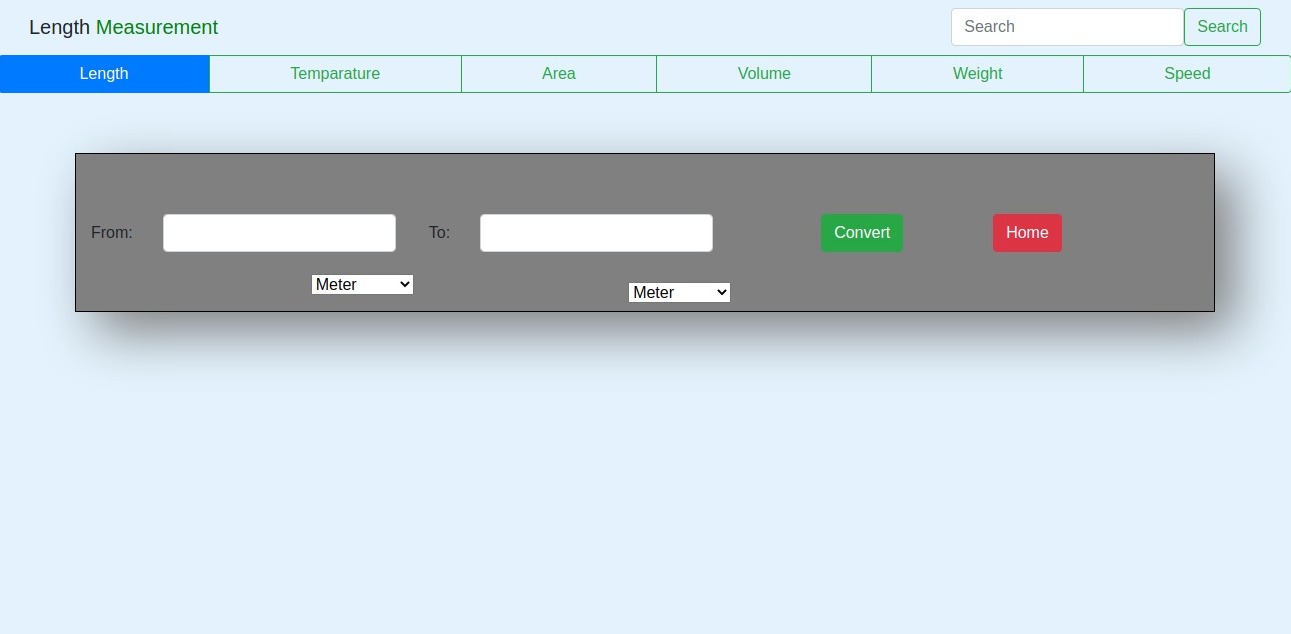 Length Measurement
Search
Search
Length
Temparature
Area
Volume
Weight
Speed
From:
To:
Convert
Home
Meter
Meter